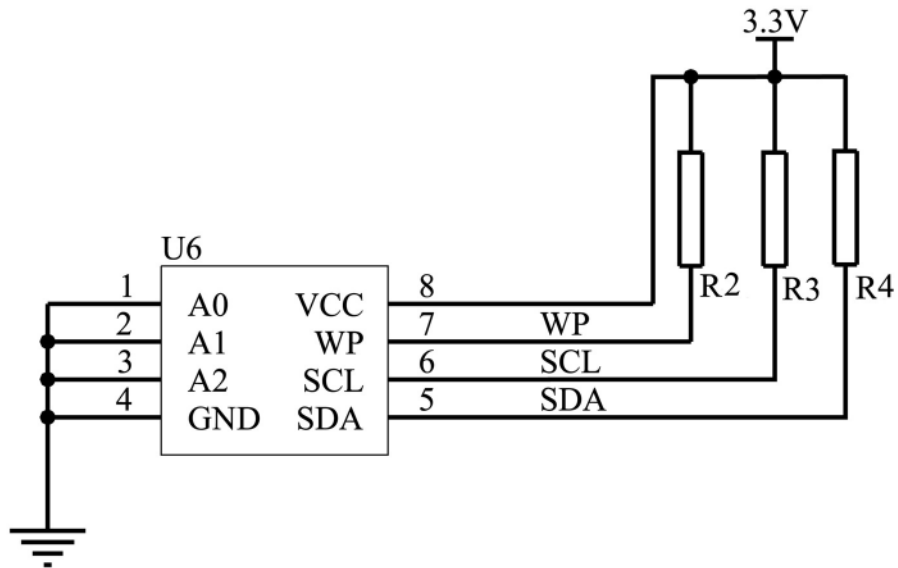 3.3V
U6
1 A0 VCC 8
2 A1 WP 7 WP
3 A2 SCL 6 SCL
4 GND SDA 5 SDA
R2 R3 R4